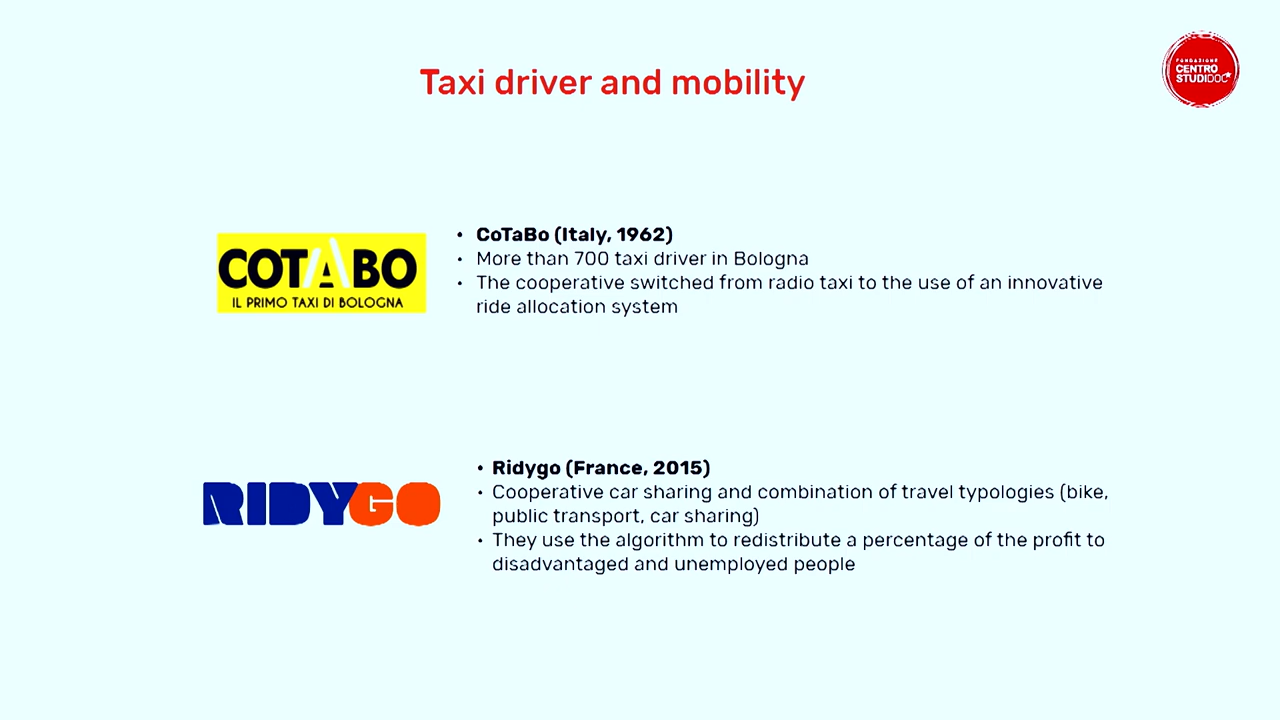 Taxi driver and mobility
FONDAZIONE
CENTRO
STUDIDOC
COTABO
IL PRIMO TAXI DI BOLOGNA
• CoTaBo (Italy, 1962)
• More than 700 taxi driver in Bologna
• The cooperative switched from radio taxi to the use of an innovative
ride allocation system
RIDYGO
• Ridygo (France, 2015)
• Cooperative car sharing and combination of travel typologies (bike,
public transport, car sharing)
• They use the algorithm to redistribute a percentage of the profit to
disadvantaged and unemployed people